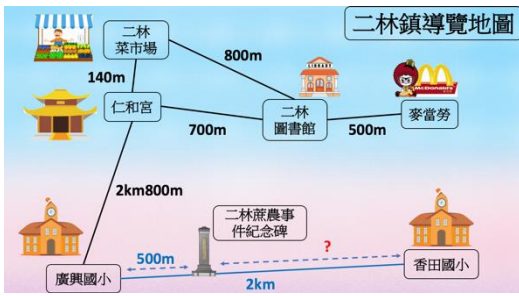 二林鎮導覽地圖
二林
菜市場
800m
140m
仁和宮
700m
二林
圖書館
500m
McDonald's
麥當勞
2km800m
二林蔗農事
件紀念碑
500m
?
廣興國小
2km
香田國小